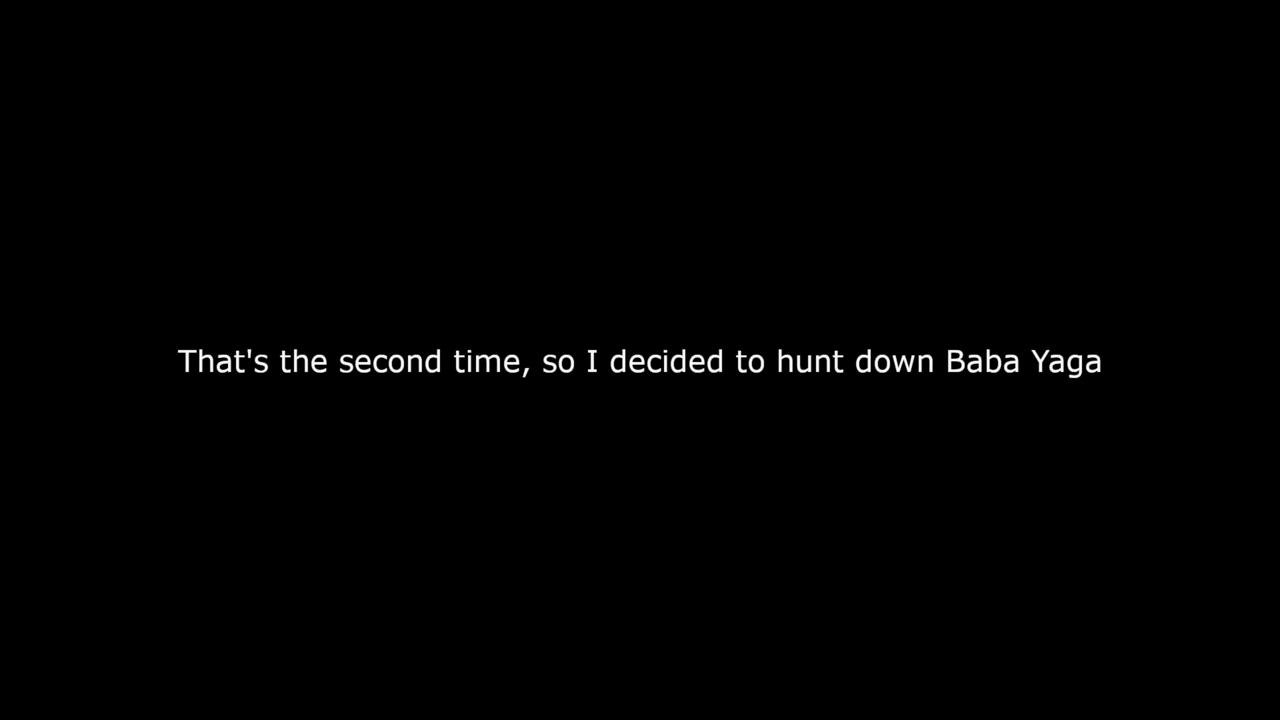 That's the second time, so I decided to hunt down Baba Yaga